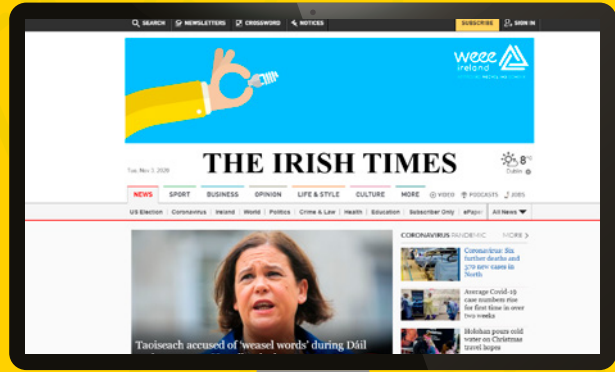 SEARCH NEWSLETTERS CROSSWORD NOTICES SUBSCRIBE SIGN IN
weee
ireland
Tue, Nov 3, 2020
THE IRISH TIMES
8°
Dublin
NEWS SPORT BUSINESS OPINION LIFE & STYLE CULTURE MORE VIDEO PODCASTS JOBS
US Election Coronavirus Ireland World Politics Crime & Law Health Education Subscriber Only ePaper All News
CORONAVIRUS PANDEMIC MORE >
Coronavirus: Six
further deaths and
570 new cases in
North
Average Covid-19
case numbers rise
for first time in over
two weeks
Holohan pours cold
water on Christmas
travel hopes
Taoiseach accused of 'weasel words' during Dáil